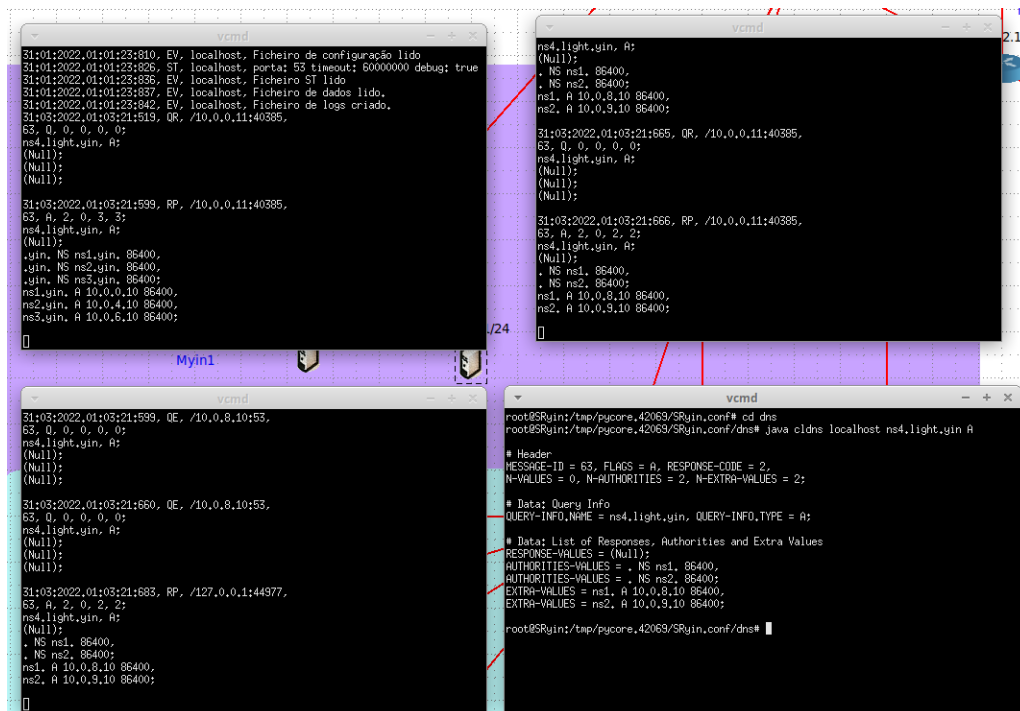 vcmd
31:01:2022.01:01:23:810, EV, localhost, Ficheiro de configuração lido
31:01:2022.01:01:23:826, ST, localhost, porta: 53 timeout: 60000000 debug: true
31:01:2022.01:01:23:836, EV, localhost, Ficheiro ST lido
31:01:2022.01:01:23:837, EV, localhost, Ficheiro de dados lido.
31:01:2022.01:01:23:842, EV, localhost, Ficheiro de logs criado.
31:03:2022.01:03:21:519, QR, /10.0.0.11:40385,
63, Q, 0, 0, 0, 0;
ns4.light.yin, A;
(Null);
(Null);
(Null);
31:03:2022.01:03:21:599, RP, /10.0.0.11:40385,
63, A, 2, 0, 3, 3;
ns4.light.yin, A;
(Null);
.yin. NS ns1.yin. 86400,
.yin. NS ns2.yin. 86400,
.yin. NS ns3.yin. 86400;
ns1.yin. A 10.0.0.10 86400,
ns2.yin. A 10.0.4.10 86400,
ns3.yin. A 10.0.6.10 86400;
vcmd
ns4.light.yin, A;
(Null);
. NS ns1. 86400,
. NS ns2. 86400;
ns1. A 10.0.8.10 86400,
ns2. A 10.0.9.10 86400;
31:03:2022.01:03:21:665, QR, /10.0.0.11:40385,
63, Q, 0, 0, 0, 0;
ns4.light.yin, A;
(Null);
(Null);
(Null);
31:03:2022.01:03:21:666, RP, /10.0.0.11:40385,
63, A, 2, 0, 2, 2;
ns4.light.yin, A;
(Null);
. NS ns1. 86400,
. NS ns2. 86400;
ns1. A 10.0.8.10 86400,
ns2. A 10.0.9.10 86400;
2.1
/24
Myin1
vcmd
31:03:2022.01:03:21:599, QE, /10.0.8.10:53,
63, Q, 0, 0, 0, 0;
ns4.light.yin, A;
(Null);
(Null);
(Null);
31:03:2022.01:03:21:660, QE, /10.0.8.10:53,
63, Q, 0, 0, 0, 0;
ns4.light.yin, A;
(Null);
(Null);
(Null);
31:03:2022.01:03:21:683, RP, /127.0.0.1:44977,
63, A, 2, 0, 2, 2;
ns4.light.yin, A;
(Null);
. NS ns1. 86400,
. NS ns2. 86400;
ns1. A 10.0.8.10 86400,
ns2. A 10.0.9.10 86400;
vcmd
root@SRyin:/tmp/pycore.42069/SRyin.conf# cd dns
root@SRyin:/tmp/pycore.42069/SRyin.conf/dns# java cldns localhost ns4.light.yin A
# Header
MESSAGE-ID = 63, FLAGS = A, RESPONSE-CODE = 2,
N-VALUES = 0, N-AUTHORITIES = 2, N-EXTRA-VALUES = 2;
# Data: Query Info
QUERY-INFO.NAME = ns4.light.yin, QUERY-INFO.TYPE = A;
# Data: List of Responses, Authorities and Extra Values
RESPONSE-VALUES = (Null);
AUTHORITIES-VALUES = . NS ns1. 86400,
AUTHORITIES-VALUES = . NS ns2. 86400;
EXTRA-VALUES = ns1. A 10.0.8.10 86400,
EXTRA-VALUES = ns2. A 10.0.9.10 86400;
root@SRyin:/tmp/pycore.42069/SRyin.conf/dns#